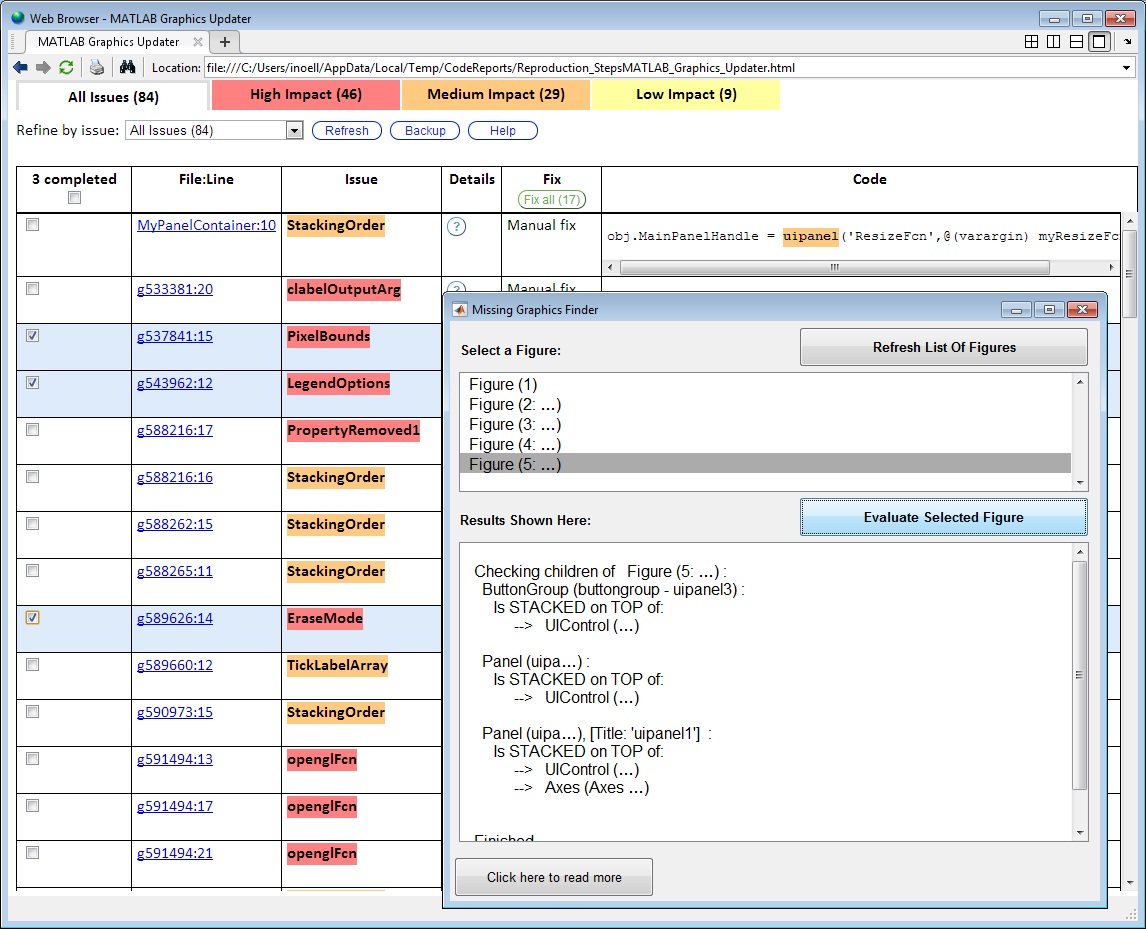 Web Browser - MATLAB Graphics Updater
MATLAB Graphics Updater
Location: file:///C:/Users/inoell/AppData/Local/Temp/CodeReports/Reproduction_StepsMATLAB_Graphics_Updater.html
All Issues (84) High Impact (46) Medium Impact (29) Low Impact (9)
Refine by issue: All Issues (84) Refresh Backup Help
3 completed File:Line Issue Details Fix Code
Fix all (17)
MyPanelContainer:10 StackingOrder ? Manual fix
obj.MainPanelHandle = uipanel('ResizeFcn',@(varargin) myResizeFc
g533381:20 clabelOutputArg ? Manual fix
g537841:15 PixelBounds
g543962:12 LegendOptions
g588216:17 PropertyRemoved1
g588216:16 StackingOrder
g588262:15 StackingOrder
g588265:11 StackingOrder
g589626:14 EraseMode
g589660:12 TickLabelArray
g590973:15 StackingOrder
g591494:13 openglFcn
g591494:17 openglFcn
g591494:21 openglFcn
Missing Graphics Finder
Select a Figure: Refresh List Of Figures
Figure (1)
Figure (2: ...)
Figure (3: ...)
Figure (4: ...)
Figure (5: ...)
Results Shown Here: Evaluate Selected Figure
Checking children of Figure (5: ...) :
ButtonGroup (buttongroup - uipanel3) :
Is STACKED on TOP of:
--> UIControl (...)
Panel (uipa...) :
Is STACKED on TOP of:
--> UIControl (...)
Panel (uipa...), [Title: 'uipanel1'] :
Is STACKED on TOP of:
--> UIControl (...)
--> Axes (Axes ...)
Finished
Click here to read more